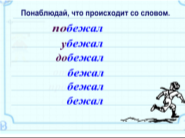 Понаблюдай, что происходит со словом.
побежал
убежал
добежал
бежал
бежал
бежал